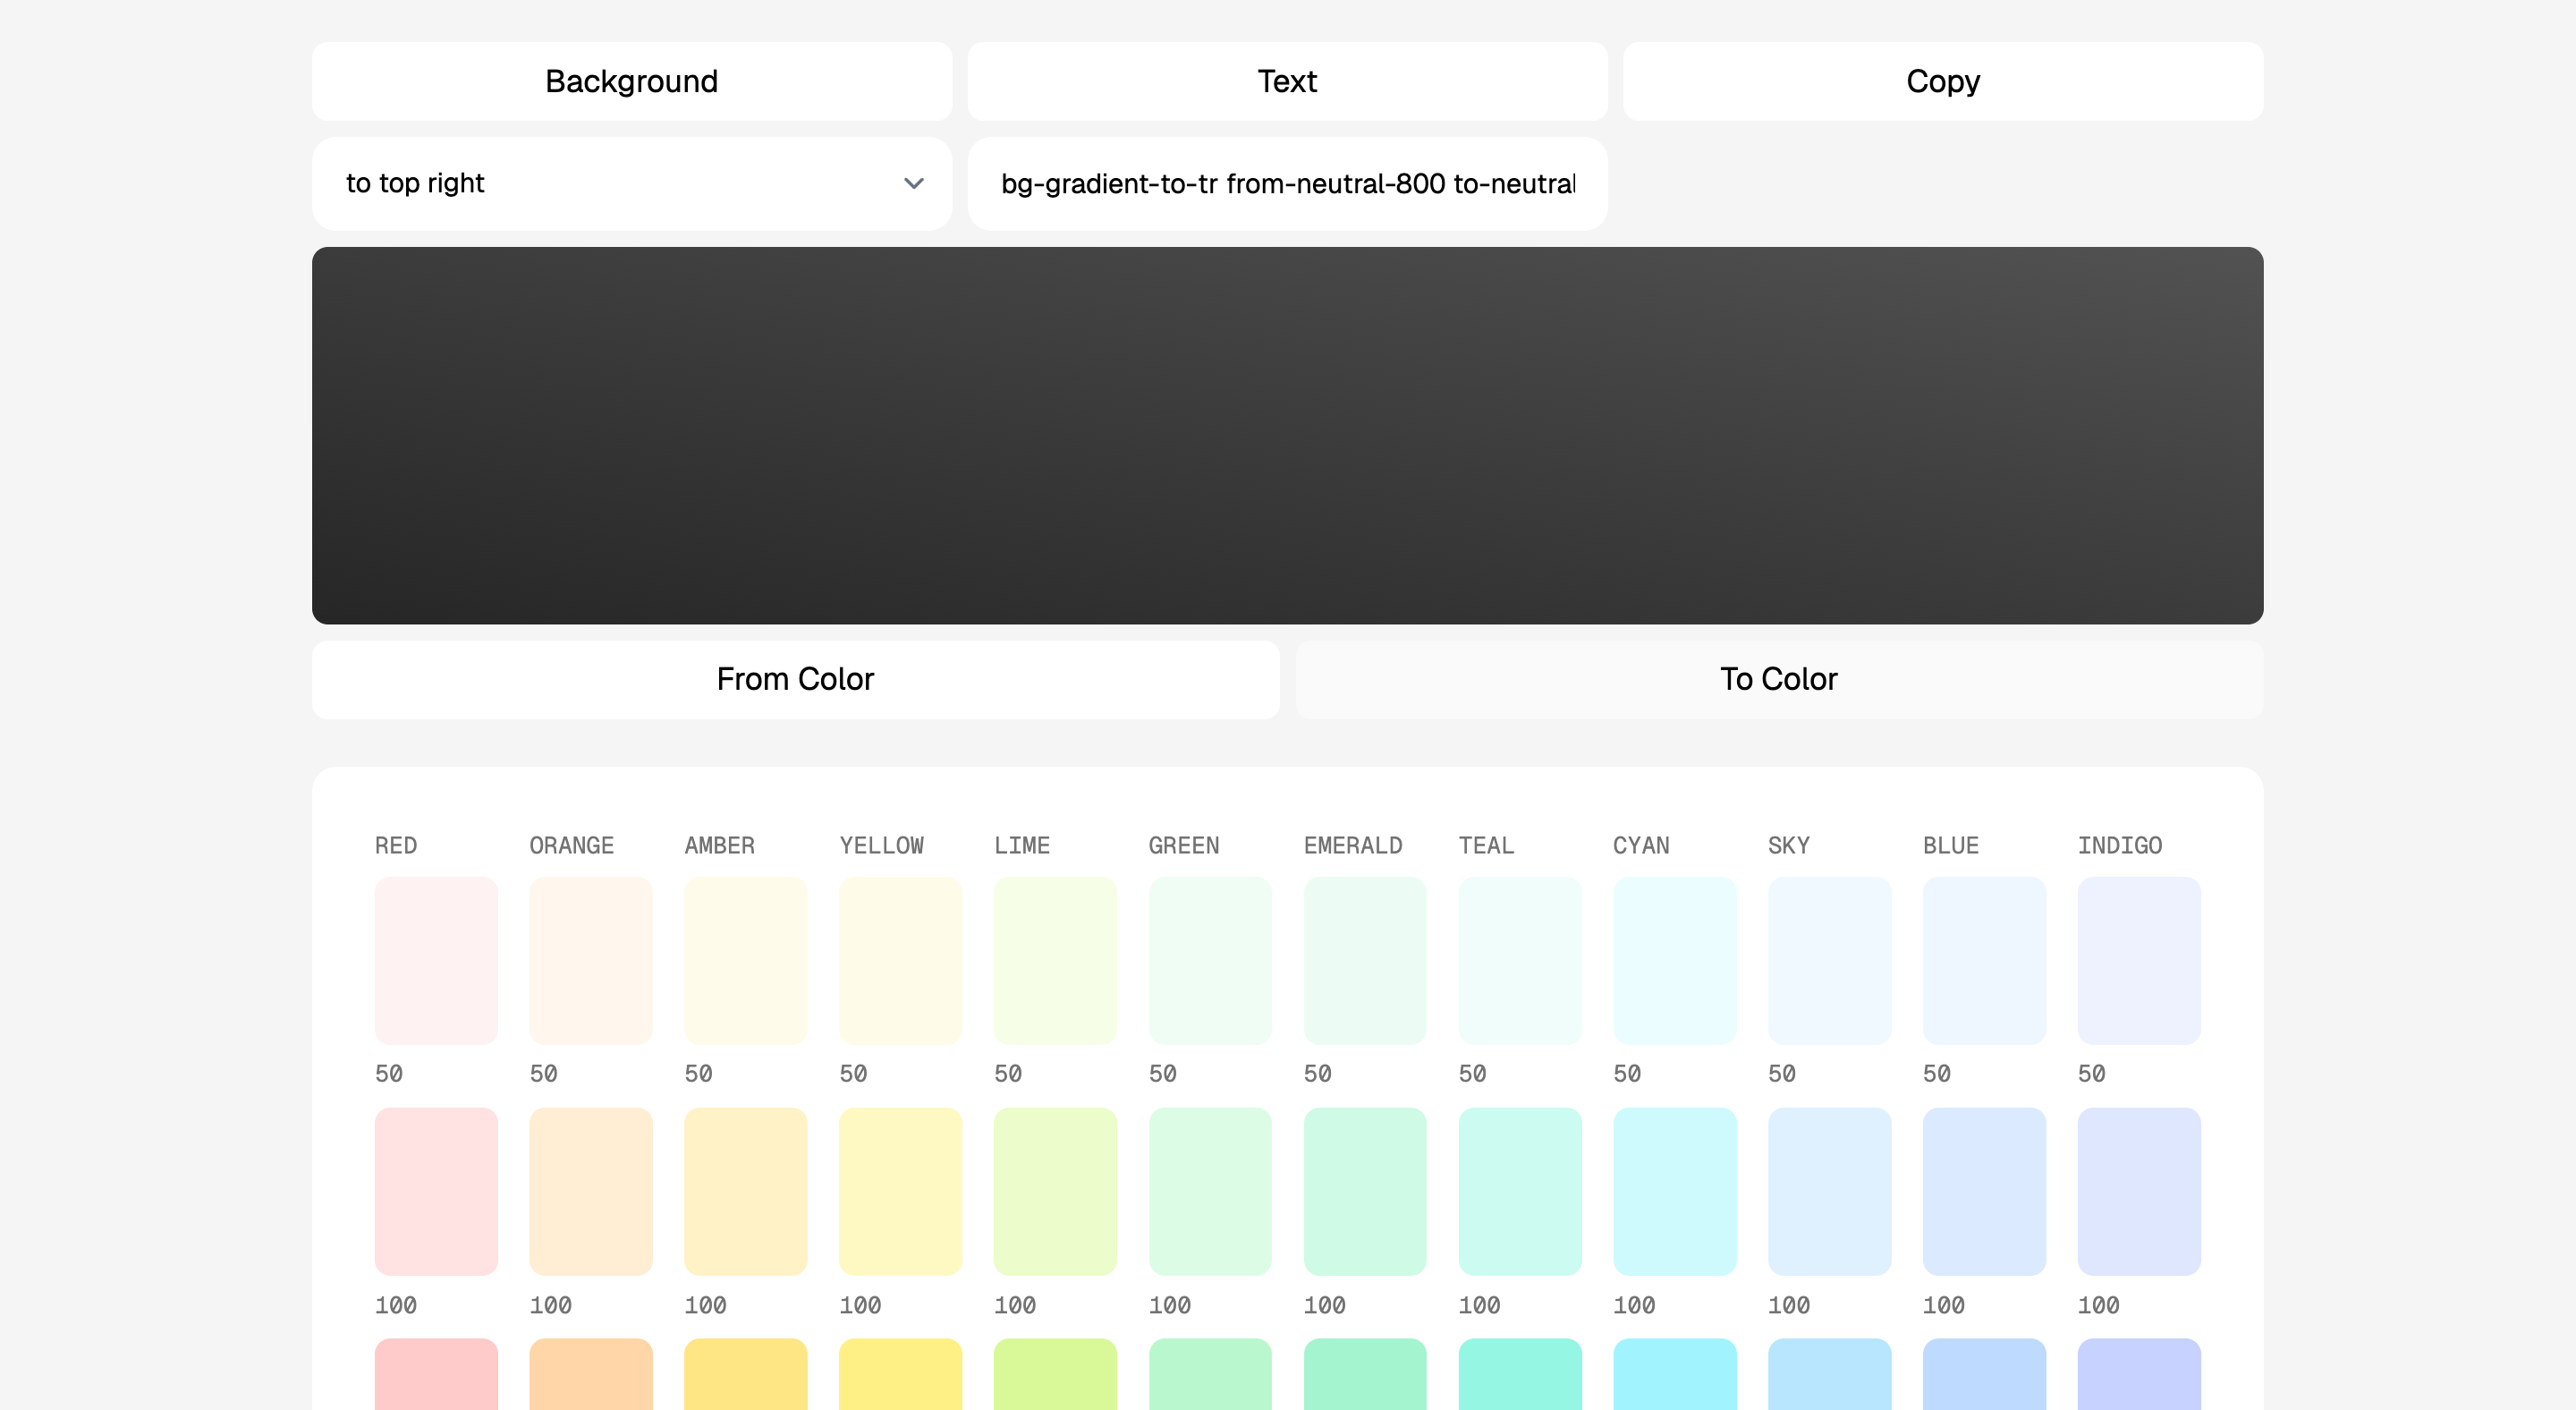 Background Text Copy
to top right bg-gradient-to-tr from-neutral-800 to-neutral
From Color To Color
RED ORANGE AMBER YELLOW LIME GREEN EMERALD TEAL CYAN SKY BLUE INDIGO
50 50 50 50 50 50 50 50 50 50 50 50
100 100 100 100 100 100 100 100 100 100 100 100